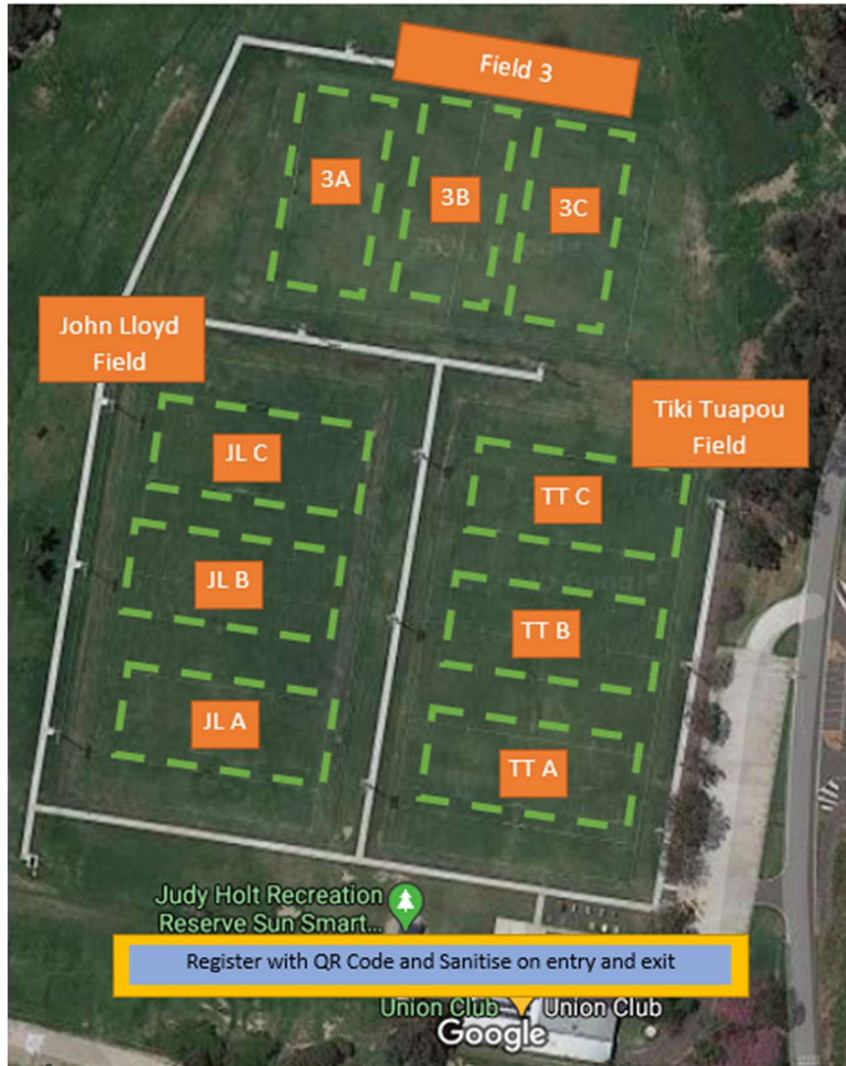 Field 3
3A
3B
3C
John Lloyd
Field
Tiki Tuapou
Field
JL C
TT C
JL B
TT B
JL A
TT A
Judy Holt Recreation
Reserve Sun Smart...
Register with QR Code and Sanitise on entry and exit
Union Club Union Club
Google